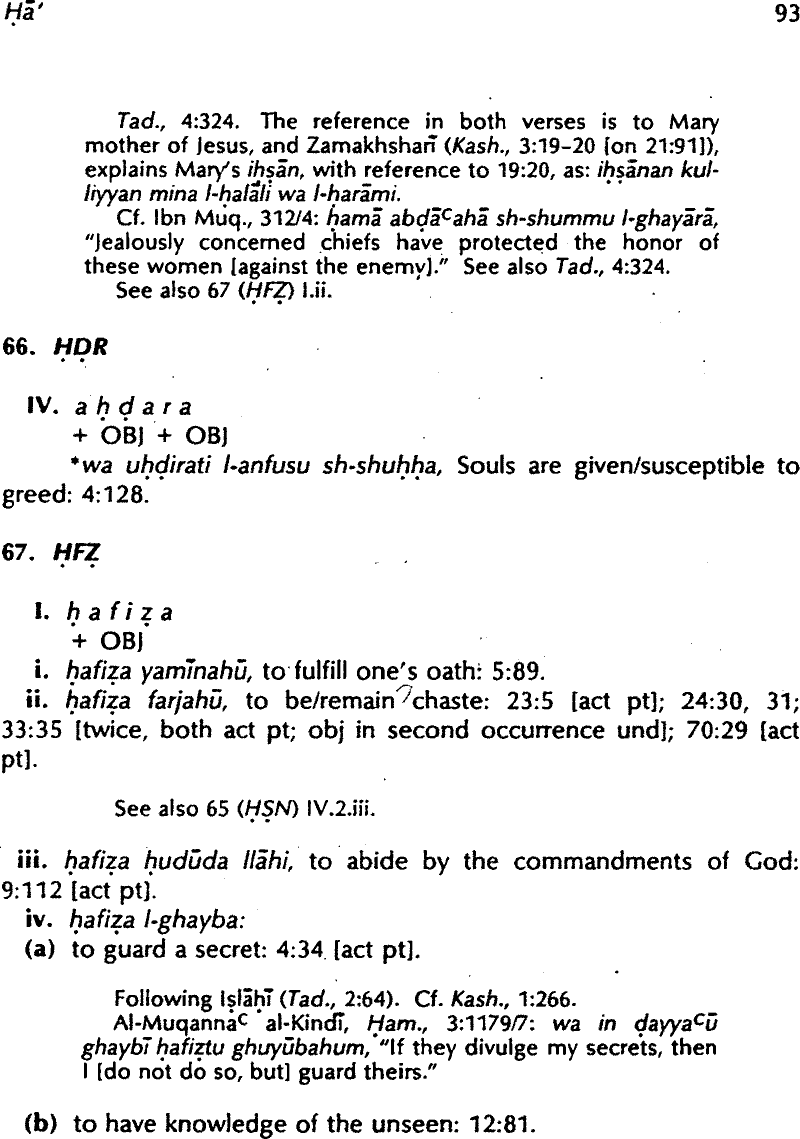 Ḥā’ 93
Tad., 4:324. The reference in both verses is to Mary
mother of Jesus, and Zamakhsharī (Kash., 3:19–20 [on 21:91]),
explains Mary's iḥṣān, with reference to 19:20, as: iḥṣānan kul-
liyyan mina l-ḥalāli wa l-ḥarāmi.
Cf. Ibn Muq., 312/4: ḥamā abḍāᶜahā sh-shummu l-ghayārā,
"Jealously concerned chiefs have protected the honor of
these women [against the enemy]." See also Tad., 4:324.
See also 67 (ḤFẒ) I.ii.
66. ḤḌR
IV. a ḥ ḍ a r a
+ OBJ + OBJ
*wa uḥḍirati l-anfusu sh-shuḥḥa, Souls are given/susceptible to
greed: 4:128.
67. ḤFẒ
I. ḥ a f i ẓ a
+ OBJ
i. ḥafiẓa yamīnahū, to fulfill one's oath: 5:89.
ii. ḥafiẓa farjahū, to be/remain chaste: 23:5 [act pt]; 24:30, 31;
33:35 [twice, both act pt; obj in second occurrence und]; 70:29 [act
pt].
See also 65 (ḤṢN) IV.2.iii.
iii. ḥafiẓa ḥudūda llāhi, to abide by the commandments of God:
9:112 [act pt].
iv. ḥafiẓa l-ghayba:
(a) to guard a secret: 4:34 [act pt].
Following Iṣlāḥī (Tad., 2:64). Cf. Kash., 1:266.
Al-Muqannaᶜ al-Kindī, Ḥam., 3:1179/7: wa in ḍayyaᶜū
ghaybī ḥafiẓtu ghuyūbahum, "If they divulge my secrets, then
I [do not do so, but] guard theirs."
(b) to have knowledge of the unseen: 12:81.